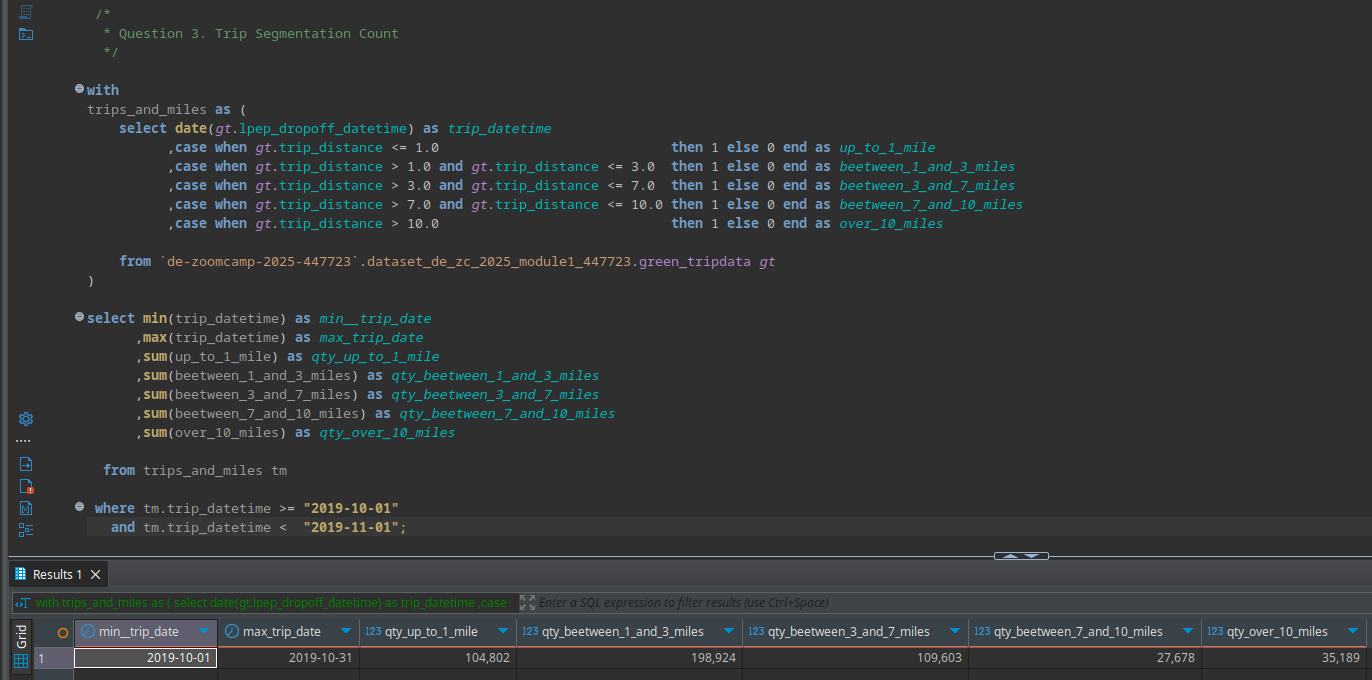 /*
* Question 3. Trip Segmentation Count
*/
with
trips_and_miles as (
select date(gt.lpep_dropoff_datetime) as trip_datetime
,case when gt.trip_distance <= 1.0 then 1 else 0 end as up_to_1_mile
,case when gt.trip_distance > 1.0 and gt.trip_distance <= 3.0 then 1 else 0 end as beetween_1_and_3_miles
,case when gt.trip_distance > 3.0 and gt.trip_distance <= 7.0 then 1 else 0 end as beetween_3_and_7_miles
,case when gt.trip_distance > 7.0 and gt.trip_distance <= 10.0 then 1 else 0 end as beetween_7_and_10_miles
,case when gt.trip_distance > 10.0 then 1 else 0 end as over_10_miles
from `de-zoomcamp-2025-447723`.dataset_de_zc_2025_module1_447723.green_tripdata gt
)
select min(trip_datetime) as min__trip_date
,max(trip_datetime) as max_trip_date
,sum(up_to_1_mile) as qty_up_to_1_mile
,sum(beetween_1_and_3_miles) as qty_beetween_1_and_3_miles
,sum(beetween_3_and_7_miles) as qty_beetween_3_and_7_miles
,sum(beetween_7_and_10_miles) as qty_beetween_7_and_10_miles
,sum(over_10_miles) as qty_over_10_miles
from trips_and_miles tm
where tm.trip_datetime >= "2019-10-01"
and tm.trip_datetime < "2019-11-01";
Results 1
with trips_and_miles as ( select date(gt.lpep_dropoff_datetime) as trip_datetime ,case Enter a SQL expression to filter results (use Ctrl+Space)
Grid
min__trip_date max_trip_date 123 qty_up_to_1_mile 123 qty_beetween_1_and_3_miles 123 qty_beetween_3_and_7_miles 123 qty_beetween_7_and_10_miles 123 qty_over_10_miles
1 2019-10-01 2019-10-31 104,802 198,924 109,603 27,678 35,189